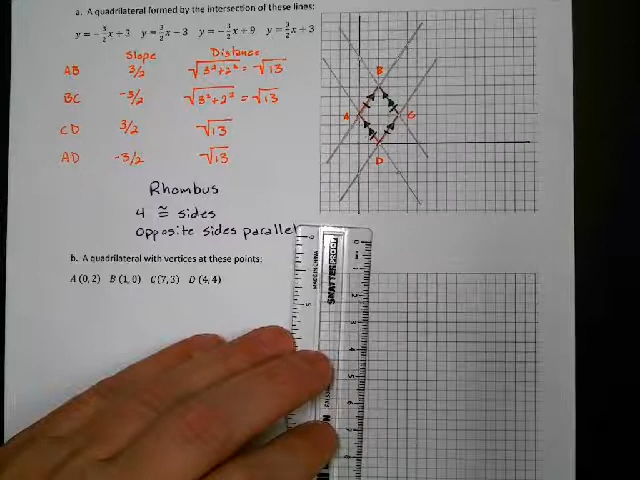 a. A quadrilateral formed by the intersection of these lines:
y = -3/2x + 3 y = 3/2x - 3 y = -3/2x + 9 y = 3/2x + 3
Slope Distance
AB 3/2 √3²+2² = √13
BC -3/2 √3²+2² = √13
CD 3/2 √13
AD -3/2 √13
Rhombus
4 ≅ sides
opposite sides parallel
A B C D
b. A quadrilateral with vertices at these points:
A (0, 2) B (1, 0) C (7, 3) D (4, 4)
SHATTERPROOF